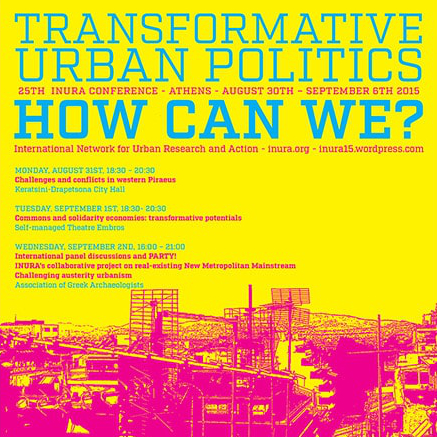 TRANSFORMATIVE
URBAN POLITICS
25TH INURA CONFERENCE - ATHENS - AUGUST 30TH – SEPTEMBER 6TH 2015
HOW CAN WE?
International Network for Urban Research and Action - inura.org - inura15.wordpress.com
MONDAY, AUGUST 31ST, 18:30 – 20:30
Challenges and conflicts in western Piraeus
Keratsini-Drapetsona City Hall
TUESDAY, SEPTEMBER 1ST, 18:30- 20:30
Commons and solidarity economies: transformative potentials
Self-managed Theatre Embros
WEDNESDAY, SEPTEMBER 2ND, 16:00 – 21:00
International panel discussions and PARTY!
INURA's collaborative project on real-existing New Metropolitan Mainstream
Challenging austerity urbanism
Association of Greek Archaeologists